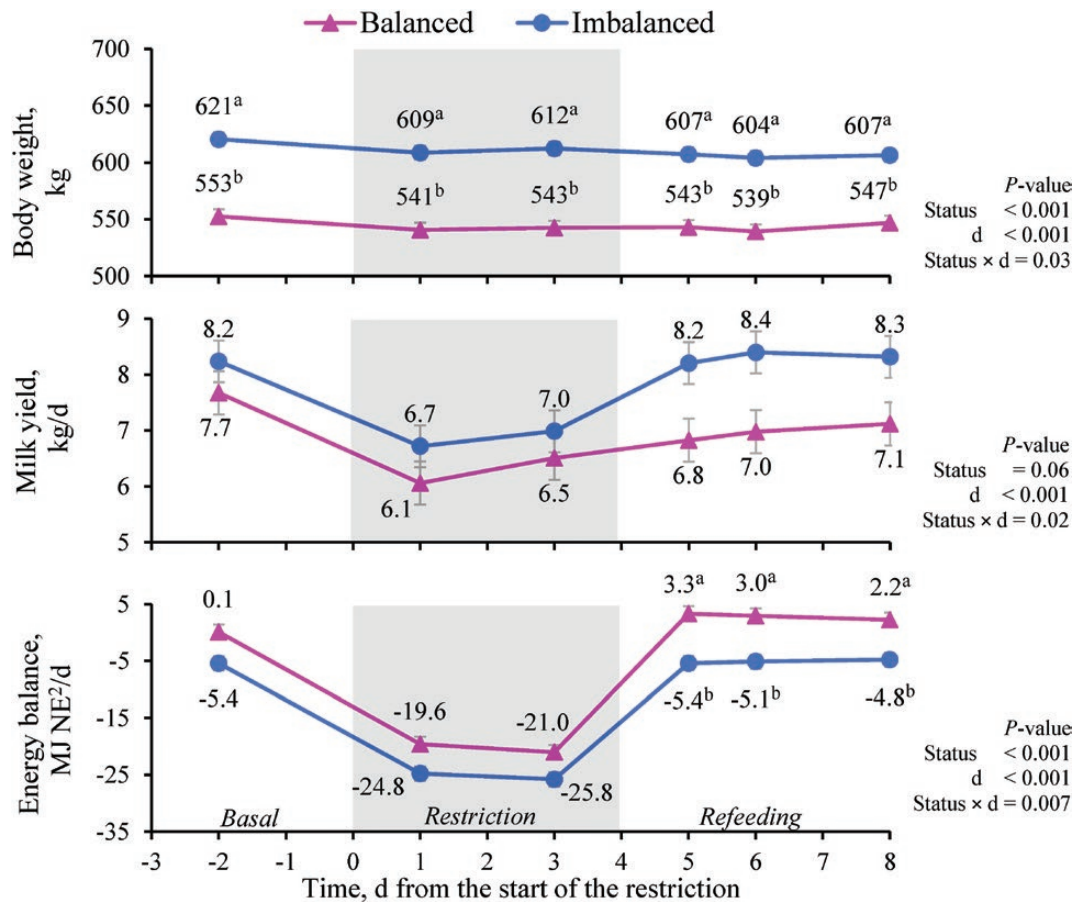 Balanced Imbalanced
700
650
600
550
500
Body weight,
kg
621ᵃ 609ᵃ 612ᵃ 607ᵃ 604ᵃ 607ᵃ
553ᵇ 541ᵇ 543ᵇ 543ᵇ 539ᵇ 547ᵇ
P-value
Status < 0.001
d < 0.001
Status × d = 0.03
9
8
7
6
5
Milk yield,
kg/d
8.2 6.7 7.0 8.2 8.4 8.3
7.7 6.1 6.5 6.8 7.0 7.1
P-value
Status = 0.06
d < 0.001
Status × d = 0.02
5
-5
-15
-25
-35
Energy balance,
MJ NE²/d
0.1 -19.6 -21.0 3.3ᵃ 3.0ᵃ 2.2ᵃ
-5.4 -24.8 -25.8 -5.4ᵇ -5.1ᵇ -4.8ᵇ
P-value
Status < 0.001
d < 0.001
Status × d = 0.007
Basal Restriction Refeeding
-3 -2 -1 0 1 2 3 4 5 6 7 8
Time, d from the start of the restriction